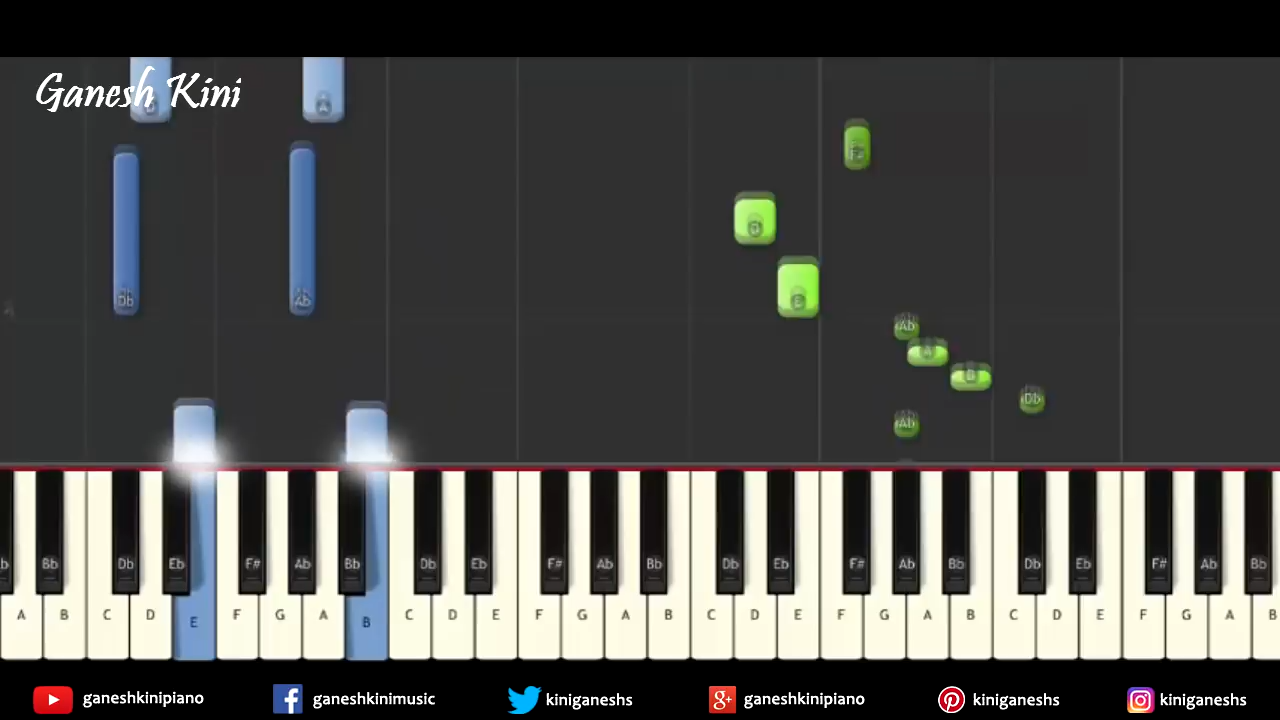 Ganesh Kini
D A
F#
D
Db Ab E
Ab
A
B
Db
Ab
Bb Db Eb F# Ab Bb Db Eb F# Ab Bb Db Eb F# Ab Bb Db Eb F# Ab Bb
A B C D E F G A B C D E F G A B C D E F G A B C D E F G A B
ganeshkinipiano ganeshkinimusic kiniganeshs ganeshkinipiano kiniganeshs kiniganeshs